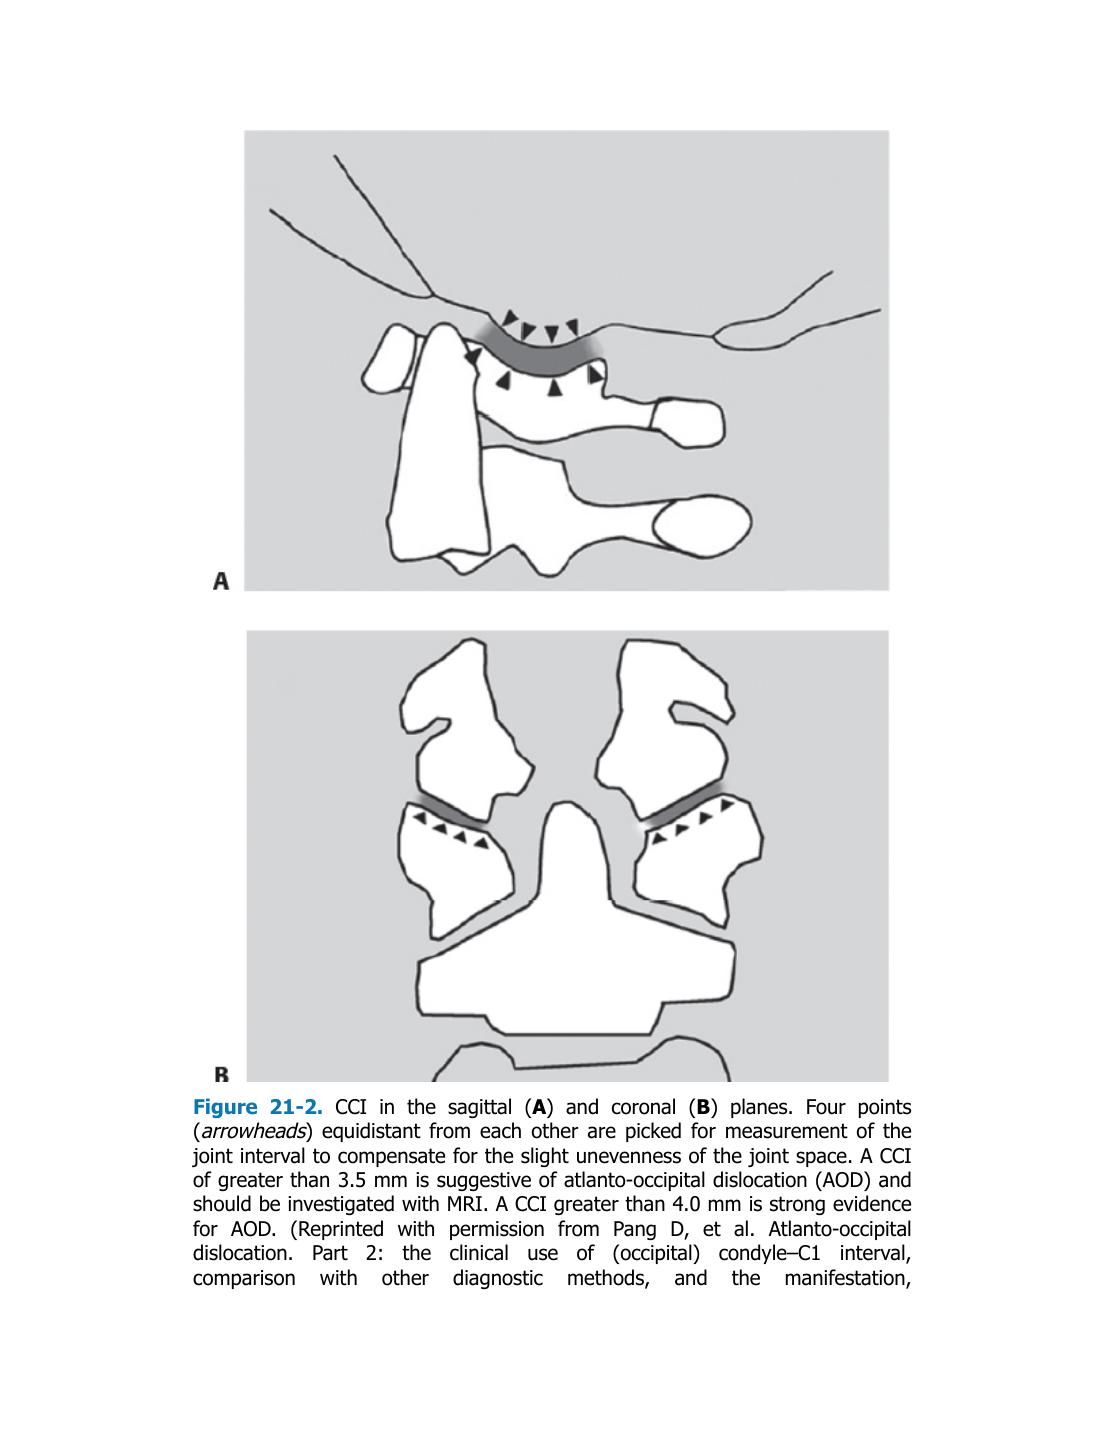 A
B
Figure 21-2. CCI in the sagittal (A) and coronal (B) planes. Four points
(arrowheads) equidistant from each other are picked for measurement of the
joint interval to compensate for the slight unevenness of the joint space. A CCI
of greater than 3.5 mm is suggestive of atlanto-occipital dislocation (AOD) and
should be investigated with MRI. A CCI greater than 4.0 mm is strong evidence
for AOD. (Reprinted with permission from Pang D, et al. Atlanto-occipital
dislocation. Part 2: the clinical use of (occipital) condyle–C1 interval,
comparison with other diagnostic methods, and the manifestation,